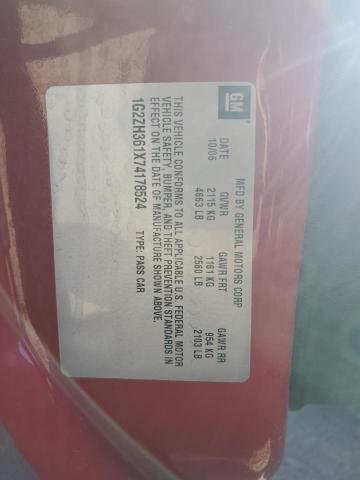 GM
MFD BY GENERAL MOTORS CORP
DATE GVWR GAWR FRT GAWR RR
10/06 2115 KG 1161 KG 954 KG
4663 LB 2560 LB 2103 LB
THIS VEHICLE CONFORMS TO ALL APPLICABLE U.S. FEDERAL MOTOR
VEHICLE SAFETY, BUMPER, AND THEFT PREVENTION STANDARDS IN
EFFECT ON THE DATE OF MANUFACTURE SHOWN ABOVE.
1G2ZH361X74178524 TYPE: PASS CAR